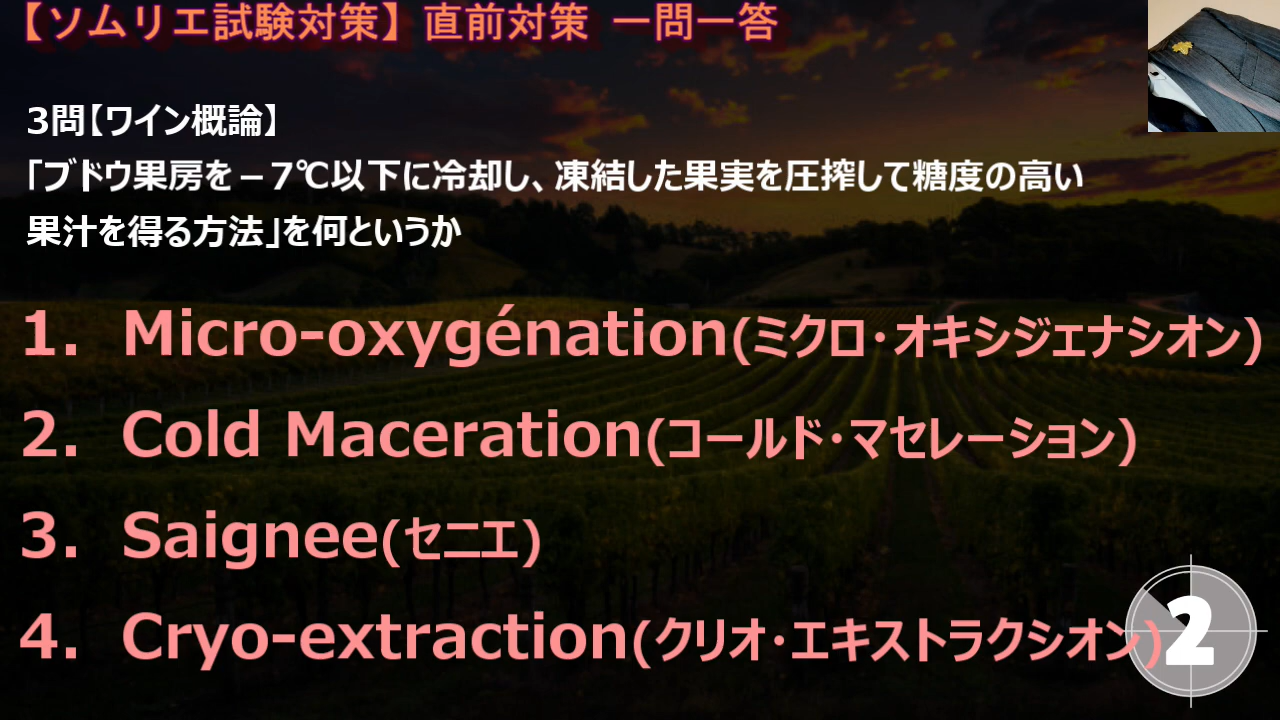 【ソムリエ試験対策】直前対策 一問一答
3問【ワイン概論】
「ブドウ果房を－7℃以下に冷却し、凍結した果実を圧搾して糖度の高い
果汁を得る方法」を何というか
1. Micro-oxygénation(ミクロ・オキシジェナシオン)
2. Cold Maceration(コールド・マセレーション)
3. Saignee(セニエ)
4. Cryo-extraction(クリオ・エキストラクシオン)
2